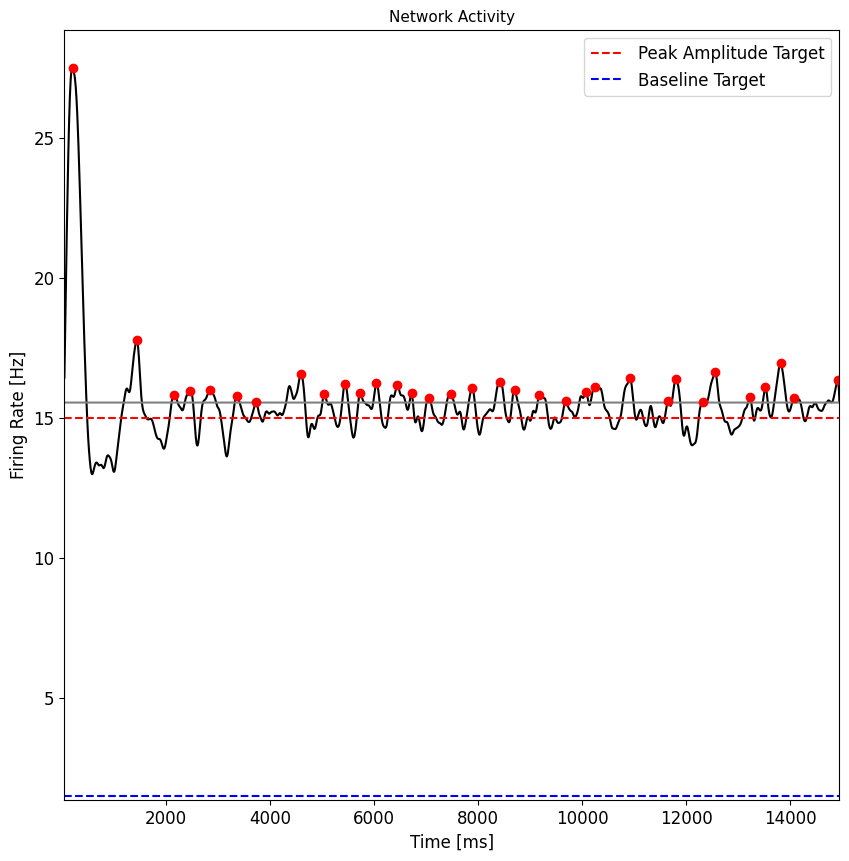 Network Activity
Peak Amplitude Target
Baseline Target
25
20
15
10
5
Firing Rate [Hz]
2000 4000 6000 8000 10000 12000 14000
Time [ms]